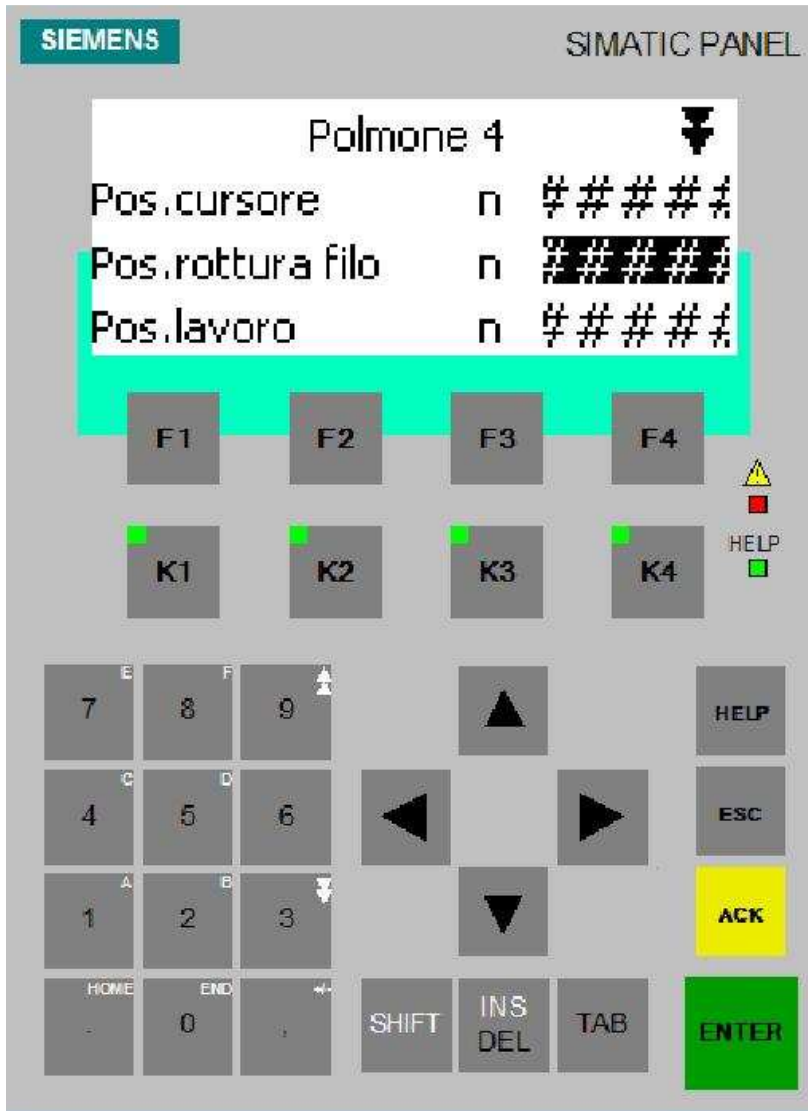 SIEMENS SIMATIC PANEL
Polmone 4
Pos.cursore n #####
Pos.rottura filo n #####
Pos.lavoro n #####
F1 F2 F3 F4
K1 K2 K3 K4
HELP
E F
7 8 9 HELP
C D
4 5 6 ESC
A B
1 2 3 ACK
HOME END +/-
. 0 , SHIFT INS DEL TAB ENTER